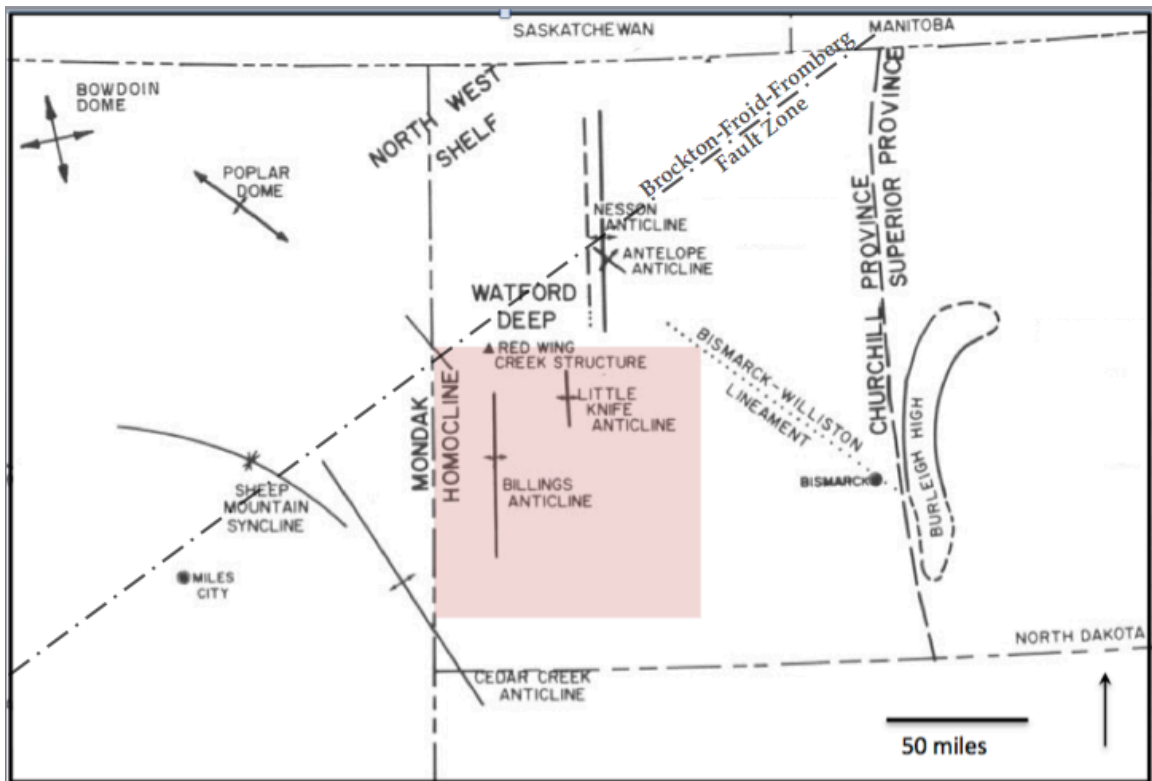 SASKATCHEWAN
MANITOBA
BOWDOIN
DOME
NORTH WEST
SHELF
Brockton-Froid-Fromberg
Fault Zone
POPLAR
DOME
NESSON
ANTICLINE
ANTELOPE
ANTICLINE
CHURCHILL PROVINCE
SUPERIOR PROVINCE
WATFORD
DEEP
RED WING
CREEK STRUCTURE
BISMARCK-WILLISTON
LINEAMENT
LITTLE
KNIFE
ANTICLINE
MONDAK
HOMOCLINE
BURLEIGH HIGH
BISMARCK
BILLINGS
ANTICLINE
SHEEP
MOUNTAIN
SYNCLINE
MILES
CITY
NORTH DAKOTA
CEDAR CREEK
ANTICLINE
50 miles